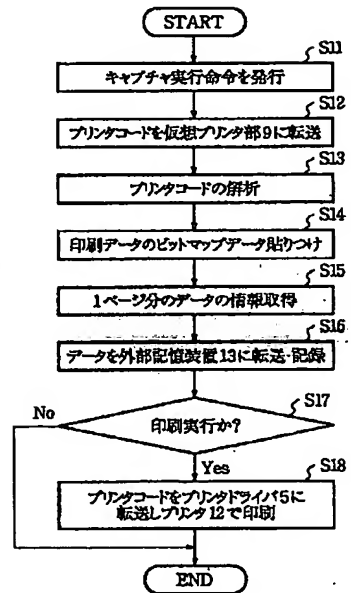 START
S11
キャプチャ実行命令を発行
S12
プリンタコードを仮想プリンタ部9に転送
S13
プリンタコードの解析
S14
印刷データのビットマップデータ貼りつけ
S15
1ページ分のデータの情報取得
S16
データを外部記憶装置13に転送・記録
S17
No
印刷実行か?
Yes
S18
プリンタコードをプリンタドライバ5に
転送しプリンタ12で印刷
END